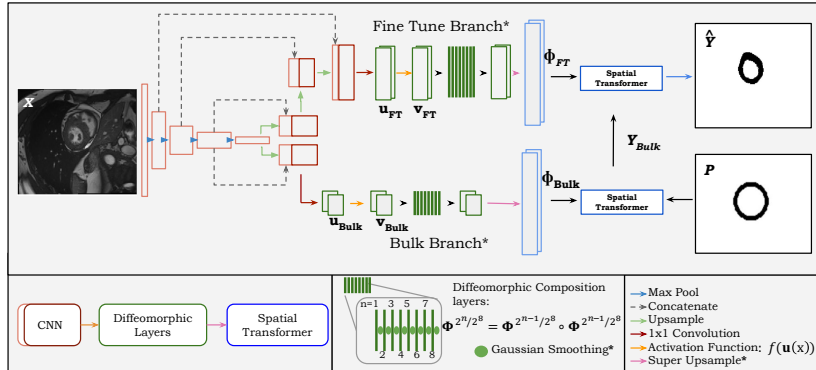 Fine Tune Branch*
X
u_FT
v_FT
Φ_FT
Spatial
Transformer
Ŷ
Y_Bulk
u_Bulk
v_Bulk
Bulk Branch*
Φ_Bulk
Spatial
Transformer
P
CNN
Diffeomorphic
Layers
Spatial
Transformer
n=1 3 5 7
2 4 6 8
Diffeomorphic Composition
layers:
Φ^{2^n/2^8} = Φ^{2^{n-1}/2^8} ∘ Φ^{2^{n-1}/2^8}
Gaussian Smoothing*
Max Pool
Concatenate
Upsample
1x1 Convolution
Activation Function: f(u(x))
Super Upsample*